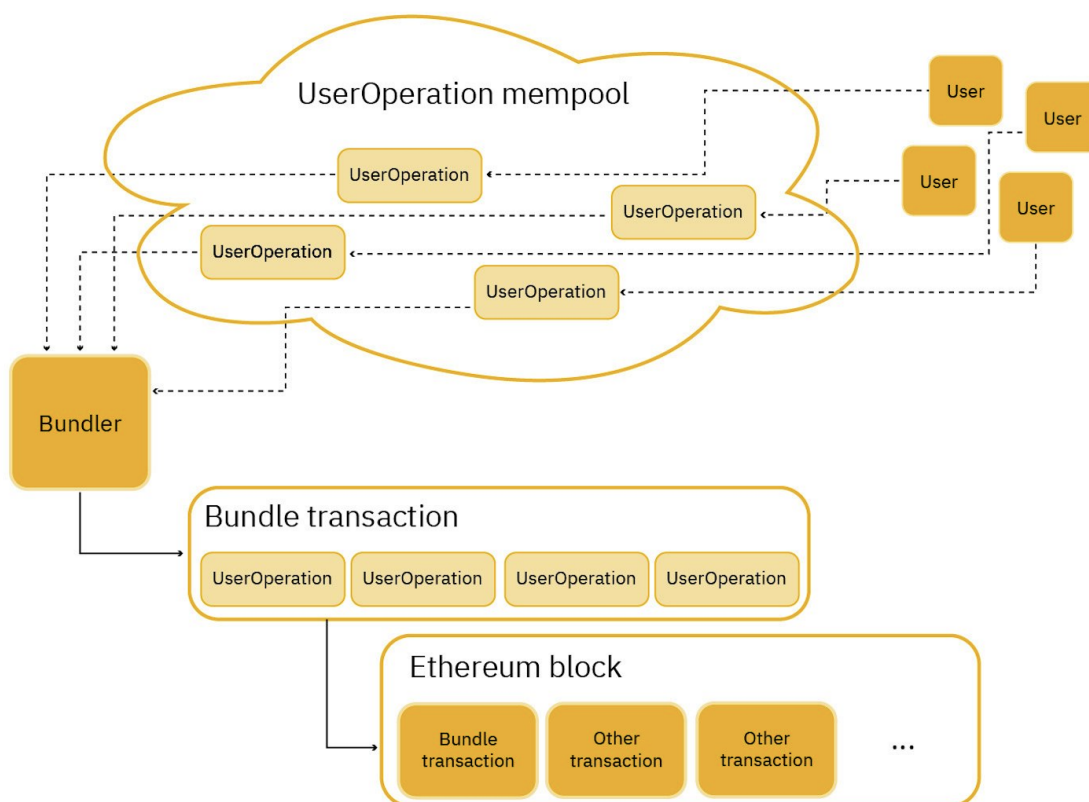 UserOperation mempool
User
User
User
User
UserOperation
UserOperation
UserOperation
UserOperation
Bundler
Bundle transaction
UserOperation
UserOperation
UserOperation
UserOperation
Ethereum block
Bundle
transaction
Other
transaction
Other
transaction
...